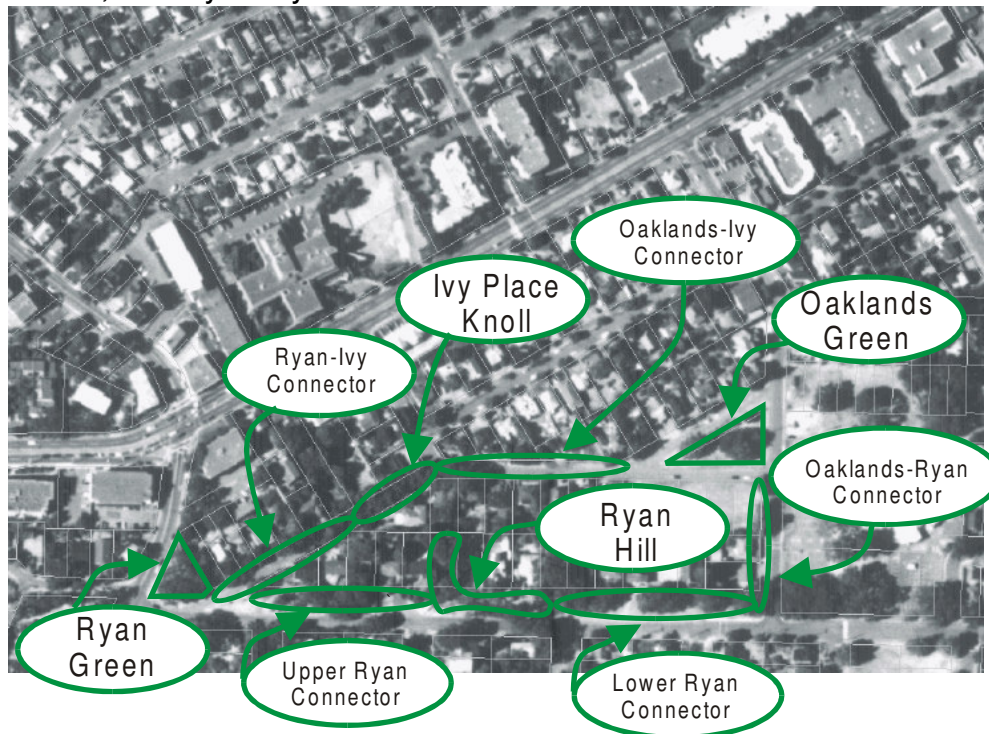 Oaklands-Ivy
Connector
Ivy Place
Knoll
Oaklands
Green
Ryan-Ivy
Connector
Oaklands-Ryan
Connector
Ryan
Hill
Ryan
Green
Upper Ryan
Connector
Lower Ryan
Connector